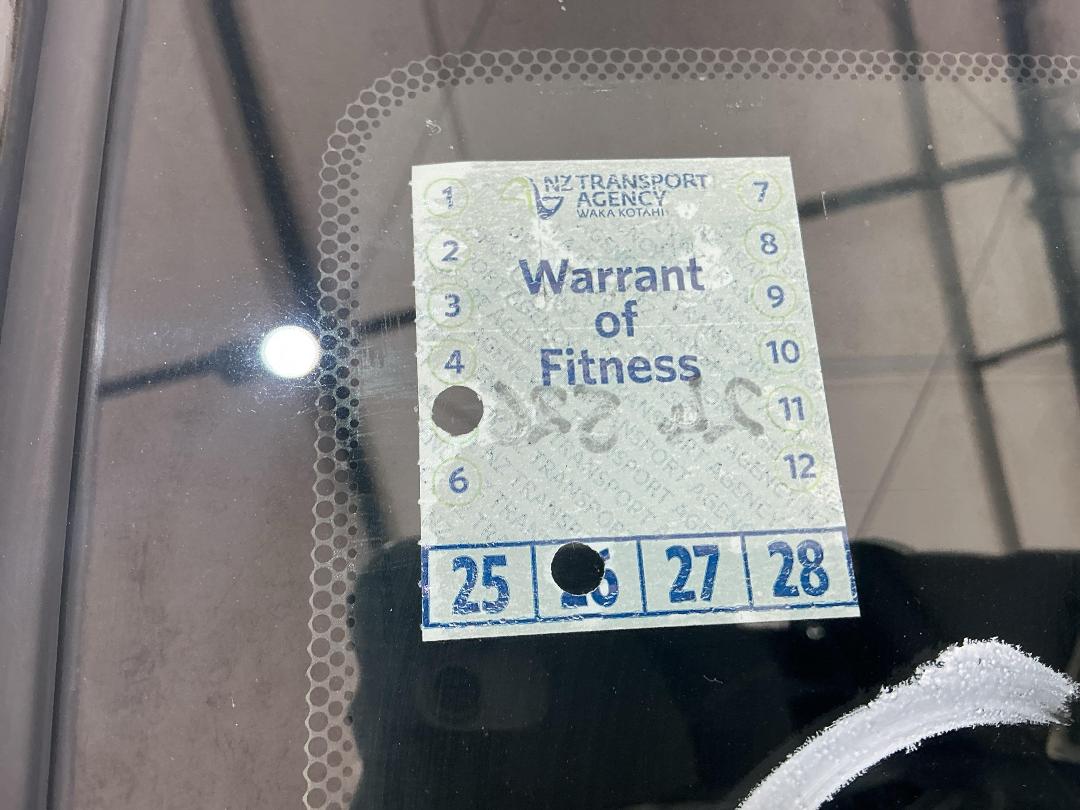 NZ TRANSPORT
AGENCY
WAKA KOTAHI
1
2
3
4
6
7
8
9
10
11
12
Warrant
of
Fitness
25 26 27 28